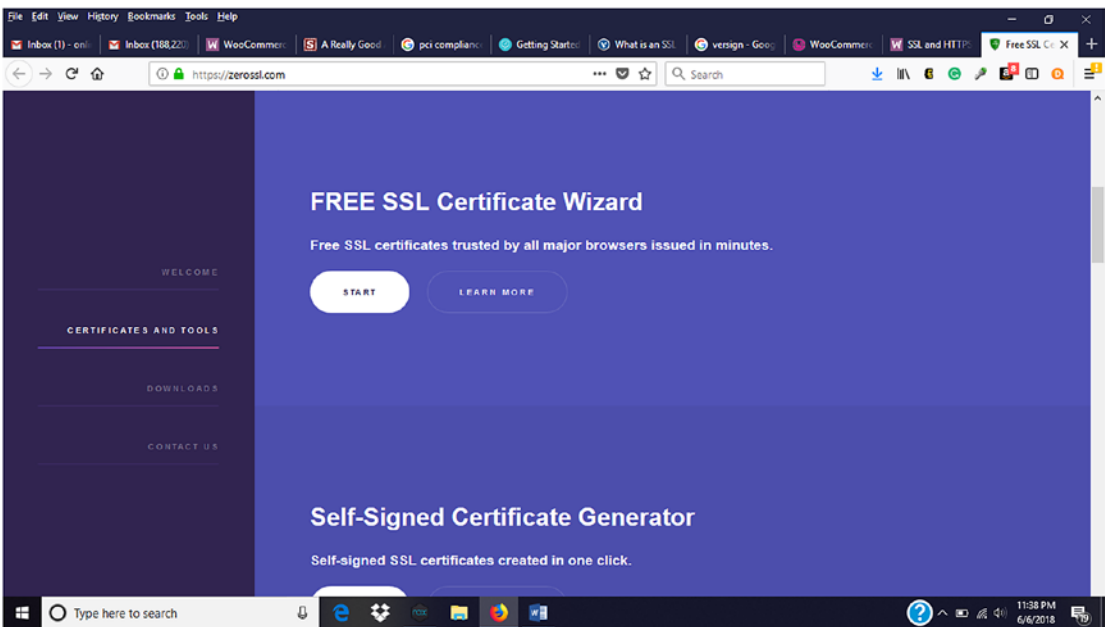 File Edit View History Bookmarks Tools Help
Inbox (1) - onli Inbox (188,220) WooCommerc A Really Good pci compliance Getting Started What is an SSL versign - Goog WooCommerc SSL and HTTPS Free SSL Ce
https://zerossl.com Search
FREE SSL Certificate Wizard
Free SSL certificates trusted by all major browsers issued in minutes.
START LEARN MORE
WELCOME
CERTIFICATES AND TOOLS
DOWNLOADS
CONTACT US
Self-Signed Certificate Generator
Self-signed SSL certificates created in one click.
Type here to search
11:38 PM
6/6/2018